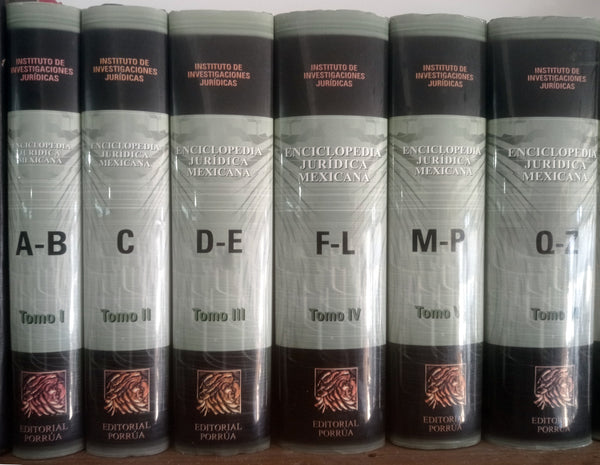 INSTITUTO DE
INVESTIGACIONES
JURÍDICAS
ENCICLOPEDIA
JURÍDICA
MEXICANA
A-B
Tomo I
EDITORIAL
PORRÚA
INSTITUTO DE
INVESTIGACIONES
JURÍDICAS
ENCICLOPEDIA
JURÍDICA
MEXICANA
C
Tomo II
EDITORIAL
PORRÚA
INSTITUTO DE
INVESTIGACIONES
JURÍDICAS
ENCICLOPEDIA
JURÍDICA
MEXICANA
D-E
Tomo III
EDITORIAL
PORRÚA
INSTITUTO DE
INVESTIGACIONES
JURÍDICAS
ENCICLOPEDIA
JURÍDICA
MEXICANA
F-L
Tomo IV
EDITORIAL
PORRÚA
INSTITUTO DE
INVESTIGACIONES
JURÍDICAS
ENCICLOPEDIA
JURÍDICA
MEXICANA
M-P
Tomo V
EDITORIAL
PORRÚA
INSTITUTO DE
INVESTIGACIONES
JURÍDICAS
ENCICLOPEDIA
JURÍDICA
MEXICANA
Q-Z
Tomo
EDITORIAL
PORRÚA